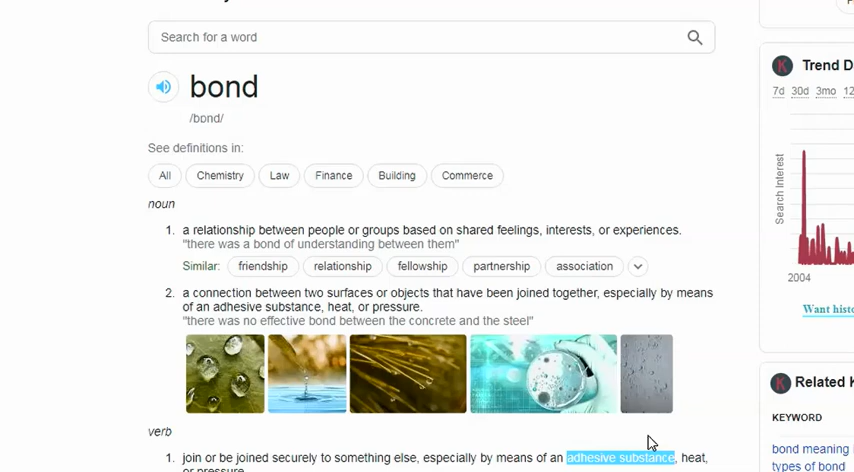 Search for a word
bond
/bɒnd/
See definitions in:
All Chemistry Law Finance Building Commerce
noun
1. a relationship between people or groups based on shared feelings, interests, or experiences.
"there was a bond of understanding between them"
Similar: friendship relationship fellowship partnership association
2. a connection between two surfaces or objects that have been joined together, especially by means
of an adhesive substance, heat, or pressure.
"there was no effective bond between the concrete and the steel"
verb
1. join or be joined securely to something else, especially by means of an adhesive substance, heat,
or pressure
K Trend D
7d 30d 3mo 12
Search Interest
2004
Want histo
K Related K
KEYWORD
bond meaning
types of bond